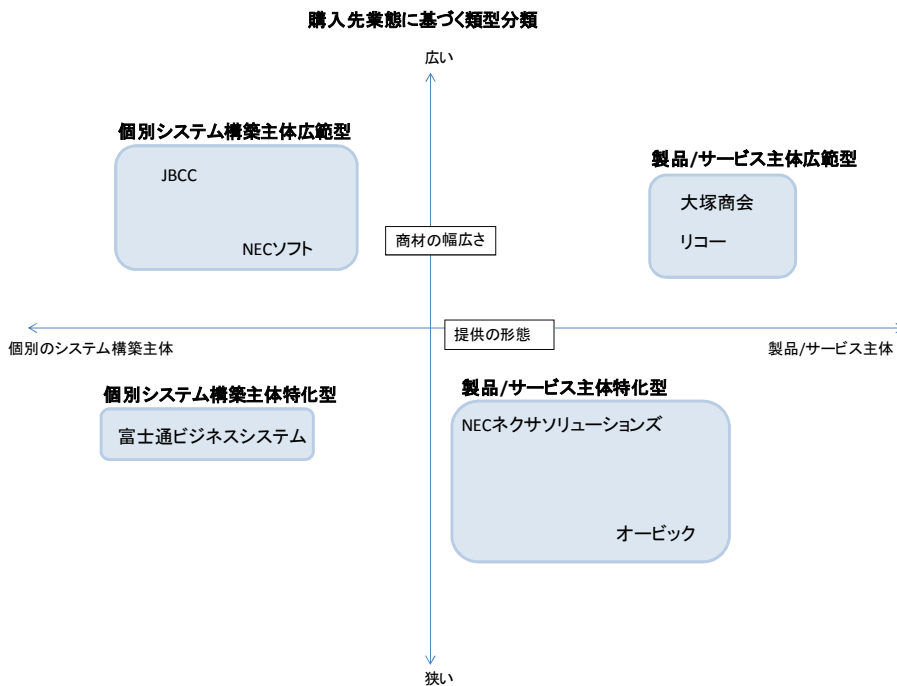 購入先業態に基づく類型分類
広い
個別システム構築主体広範型
製品/サービス主体広範型
JBCC
大塚商会
商材の幅広さ
リコー
NECソフト
提供の形態
個別のシステム構築主体
製品/サービス主体
個別システム構築主体特化型
製品/サービス主体特化型
富士通ビジネスシステム
NECネクサソリューションズ
オービック
狭い